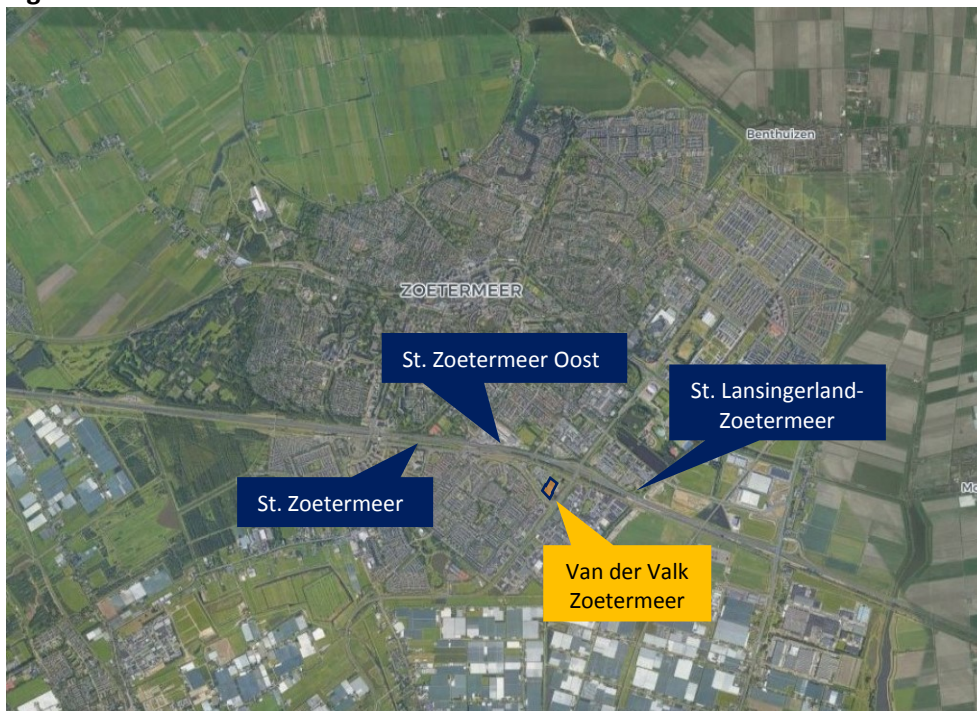 Benthuizen
ZOETERMEER
St. Zoetermeer Oost
St. Lansingerland-
Zoetermeer
St. Zoetermeer
Van der Valk
Zoetermeer